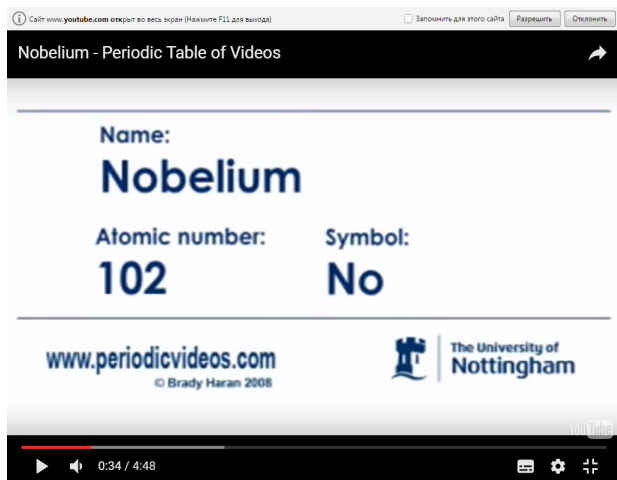 Сайт www.youtube.com открыт во весь экран (Нажмите F11 для выхода) Запомнить для этого сайта Разрешить Отклонить
Nobelium - Periodic Table of Videos
Name:
Nobelium
Atomic number: Symbol:
102 No
www.periodicvideos.com
© Brady Haran 2008
The University of
Nottingham
YouTube
0:34 / 4:48